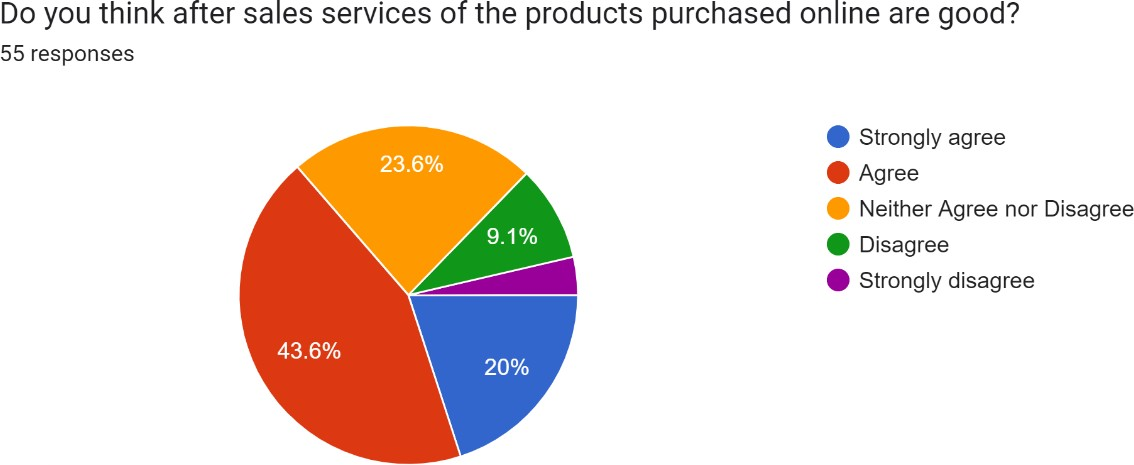 Do you think after sales services of the products purchased online are good?
55 responses
23.6%
9.1%
43.6%
20%
Strongly agree
Agree
Neither Agree nor Disagree
Disagree
Strongly disagree